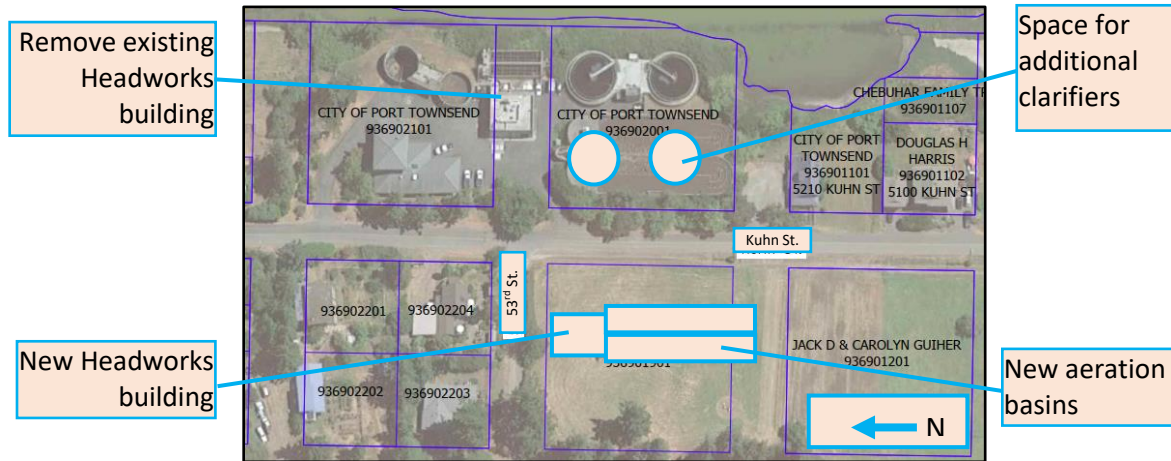 Remove existing
Headworks
building
Space for
additional
clarifiers
CITY OF PORT TOWNSEND
936902101
CITY OF PORT TOWNSEND
936902001
CHEBUHAR FAMILY TR
936901107
CITY OF PORT
TOWNSEND
936901101
5210 KUHN ST
DOUGLAS H
HARRIS
936901102
5100 KUHN ST
Kuhn St.
53rd St.
936902201
936902204
936902202
936902203
New Headworks
building
JACK D & CAROLYN GUIHER
936901201
New aeration
basins
N